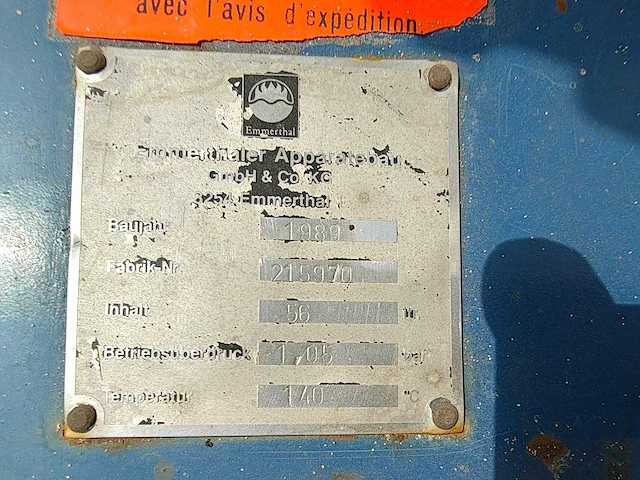 avec l'avis d'expédition
Emmerthal
Emmerthaler Apparatebau
GmbH & Co. KG
3254 Emmerthal
Baujahr 1989
Fabrik-Nr. 215970
Inhalt 56 ltr.
Betriebsüberdruck 1,05 bar
Temperatur 140 °C